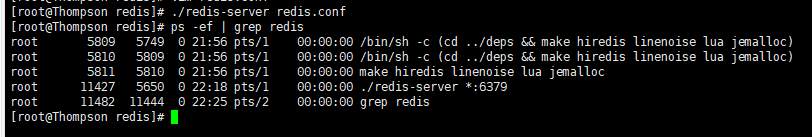 [root@Thompson redis]# ./redis-server redis.conf
[root@Thompson redis]# ps -ef | grep redis
root 5809 5749 0 21:56 pts/1 00:00:00 /bin/sh -c (cd ../deps && make hiredis linenoise lua jemalloc)
root 5810 5809 0 21:56 pts/1 00:00:00 /bin/sh -c (cd ../deps && make hiredis linenoise lua jemalloc)
root 5811 5810 0 21:56 pts/1 00:00:00 make hiredis linenoise lua jemalloc
root 11427 5650 0 22:18 pts/1 00:00:00 ./redis-server *:6379
root 11482 11444 0 22:25 pts/2 00:00:00 grep redis
[root@Thompson redis]#